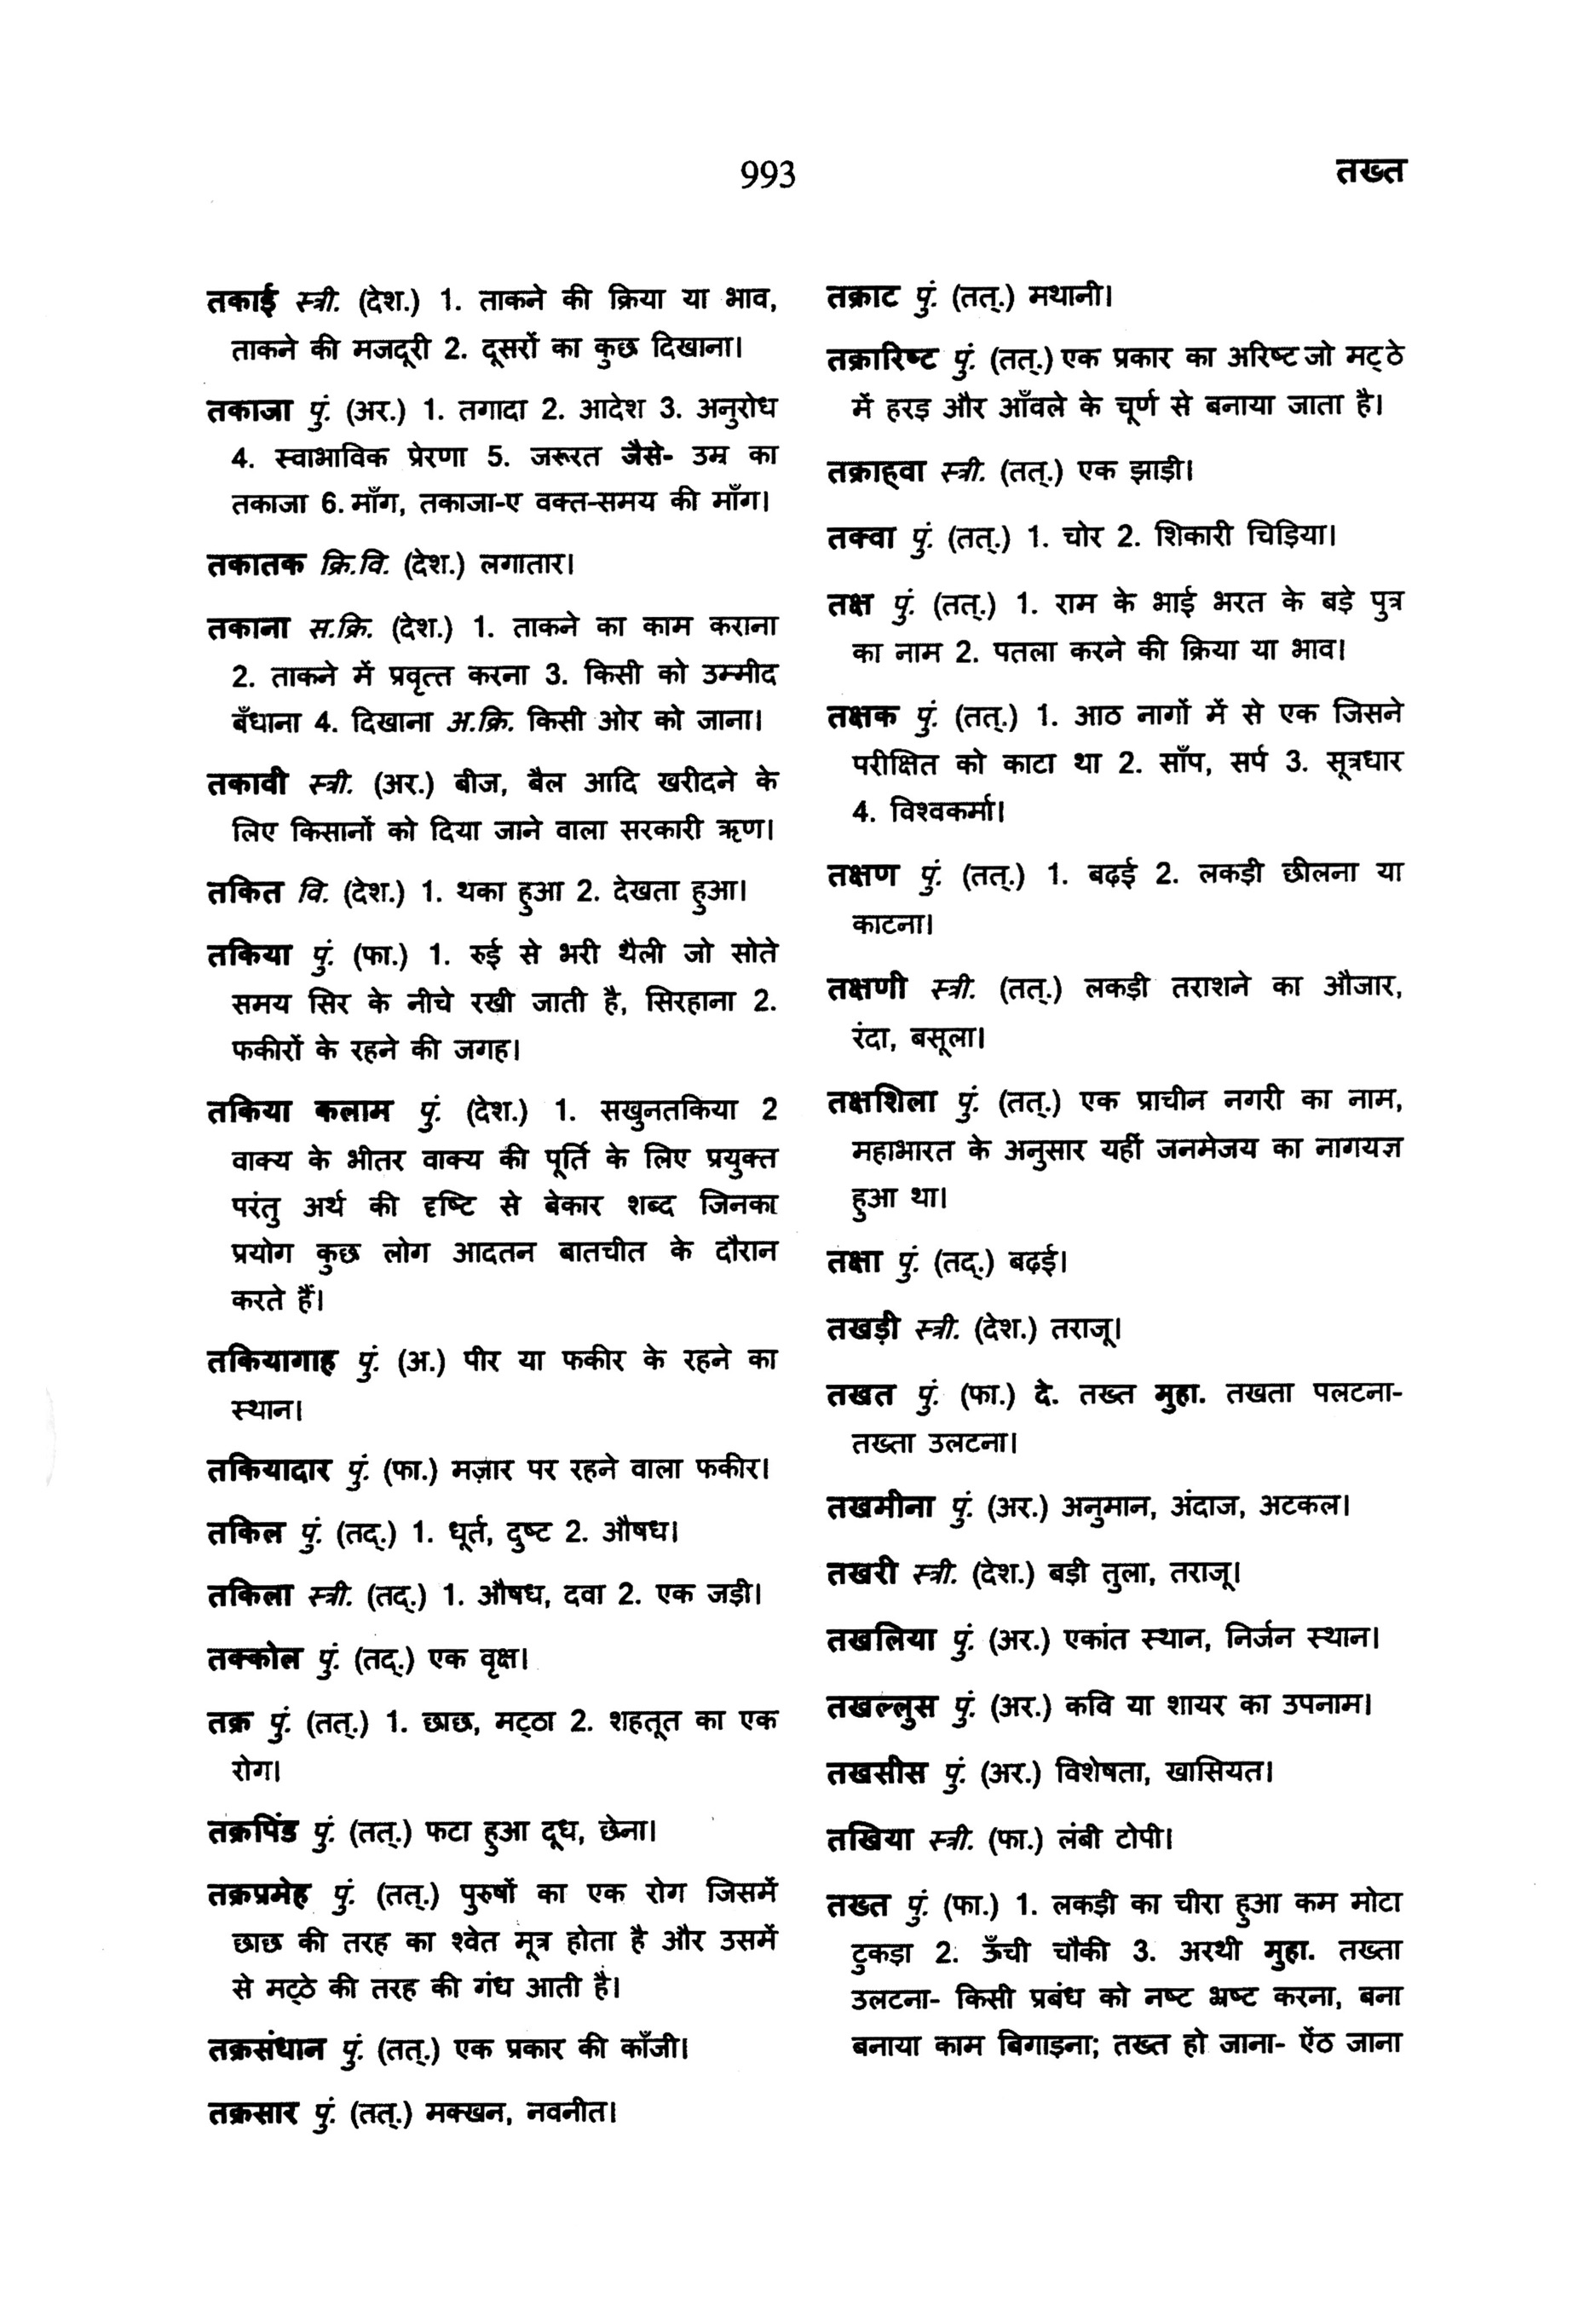 993
तख्त
तकाई स्त्री. (देश.) 1. ताकने की क्रिया या भाव,
ताकने की मजदूरी 2. दूसरों का कुछ दिखाना।
तकाजा पुं. (अर.) 1. तगादा 2. आदेश 3. अनुरोध
4. स्वाभाविक प्रेरणा 5. जरूरत जैसे- उम्र का
तकाजा 6. माँग, तकाजा-ए वक्त-समय की माँग।
तकातक क्रि.वि. (देश.) लगातार।
तकाना स.क्रि. (देश.) 1. ताकने का काम कराना
2. ताकने में प्रवृत्त करना 3. किसी को उम्मीद
बँधाना 4. दिखाना अ.क्रि. किसी ओर को जाना।
तकावी स्त्री. (अर.) बीज, बैल आदि खरीदने के
लिए किसानों को दिया जाने वाला सरकारी ऋण।
तकित वि. (देश.) 1. थका हुआ 2. देखता हुआ।
तकिया पुं. (फा.) 1. रुई से भरी थैली जो सोते
समय सिर के नीचे रखी जाती है, सिरहाना 2.
फकीरों के रहने की जगह।
तकिया कलाम पुं. (देश.) 1. सखुनतकिया 2
वाक्य के भीतर वाक्य की पूर्ति के लिए प्रयुक्त
परंतु अर्थ की दृष्टि से बेकार शब्द जिनका
प्रयोग कुछ लोग आदतन बातचीत के दौरान
करते हैं।
तकियागाह पुं. (अ.) पीर या फकीर के रहने का
स्थान।
तकियादार पुं. (फा.) मज़ार पर रहने वाला फकीर।
तकिल पुं. (तद्.) 1. धूर्त, दुष्ट 2. औषध।
तकिला स्त्री. (तद्.) 1. औषध, दवा 2. एक जड़ी।
तक्कोल पुं. (तद्.) एक वृक्ष।
तक्र पुं. (तत्.) 1. छाछ, मट्ठा 2. शहतूत का एक
रोग।
तक्रपिंड पुं. (तत्.) फटा हुआ दूध, छेना।
तक्रप्रमेह पुं. (तत्.) पुरुषों का एक रोग जिसमें
छाछ की तरह का श्वेत मूत्र होता है और उसमें
से मट्ठे की तरह की गंध आती है।
तक्रसंधान पुं. (तत्.) एक प्रकार की काँजी।
तक्रसार पुं. (तत्.) मक्खन, नवनीत।
तक्राट पुं. (तत्.) मथानी।
तक्रारिष्ट पुं. (तत्.) एक प्रकार का अरिष्ट जो मट्ठे
में हरड़ और आँवले के चूर्ण से बनाया जाता है।
तक्राह्वा स्त्री. (तत्.) एक झाड़ी।
तक्वा पुं. (तत्.) 1. चोर 2. शिकारी चिड़िया।
तक्ष पुं. (तत्.) 1. राम के भाई भरत के बड़े पुत्र
का नाम 2. पतला करने की क्रिया या भाव।
तक्षक पुं. (तत्.) 1. आठ नागों में से एक जिसने
परीक्षित को काटा था 2. साँप, सर्प 3. सूत्रधार
4. विश्वकर्मा।
तक्षण पुं. (तत्.) 1. बढ़ई 2. लकड़ी छीलना या
काटना।
तक्षणी स्त्री. (तत्.) लकड़ी तराशने का औजार,
रंदा, बसूला।
तक्षशिला पुं. (तत्.) एक प्राचीन नगरी का नाम,
महाभारत के अनुसार यहीं जनमेजय का नागयज्ञ
हुआ था।
तक्षा पुं. (तद्.) बढ़ई।
तखड़ी स्त्री. (देश.) तराजू।
तखत पुं. (फा.) दे. तख्त मुहा. तखता पलटना-
तख्ता उलटना।
तखमीना पुं. (अर.) अनुमान, अंदाज, अटकल।
तखरी स्त्री. (देश.) बड़ी तुला, तराजू।
तखलिया पुं. (अर.) एकांत स्थान, निर्जन स्थान।
तखल्लुस पुं. (अर.) कवि या शायर का उपनाम।
तखसीस पुं. (अर.) विशेषता, खासियत।
तखिया स्त्री. (फा.) लंबी टोपी।
तख्त पुं. (फा.) 1. लकड़ी का चीरा हुआ कम मोटा
टुकड़ा 2. ऊँची चौकी 3. अरथी मुहा. तख्ता
उलटना- किसी प्रबंध को नष्ट भ्रष्ट करना, बना
बनाया काम बिगाड़ना; तख्त हो जाना- ऐंठ जाना